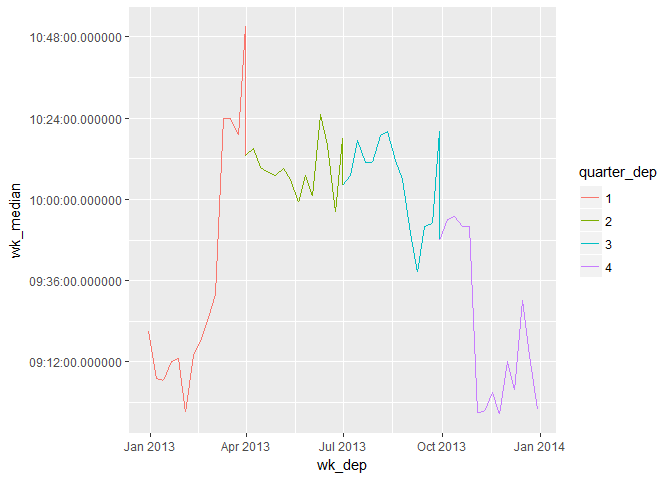 10:48:00.000000
10:24:00.000000
10:00:00.000000
09:36:00.000000
09:12:00.000000
wk_median
Jan 2013
Apr 2013
Jul 2013
Oct 2013
Jan 2014
wk_dep
quarter_dep
1
2
3
4